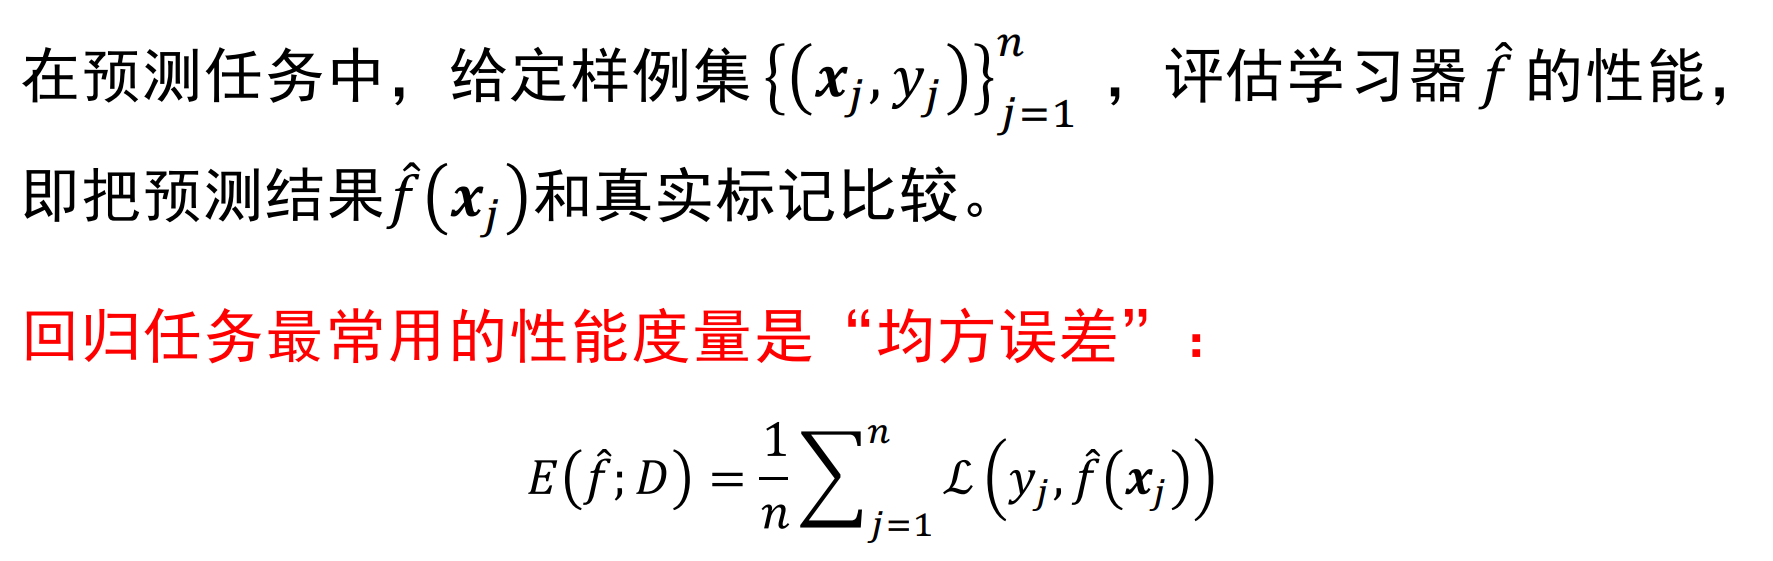 在预测任务中，给定样例集 $\{(\boldsymbol{x}_j, y_j)\}_{j=1}^{n}$ ，评估学习器 $\hat{f}$ 的性能，
即把预测结果$\hat{f}(\boldsymbol{x}_j)$和真实标记比较。
回归任务最常用的性能度量是“均方误差”：
$E(\hat{f}; D) = \frac{1}{n} \sum_{j=1}^{n} \mathcal{L}(y_j, \hat{f}(\boldsymbol{x}_j))$